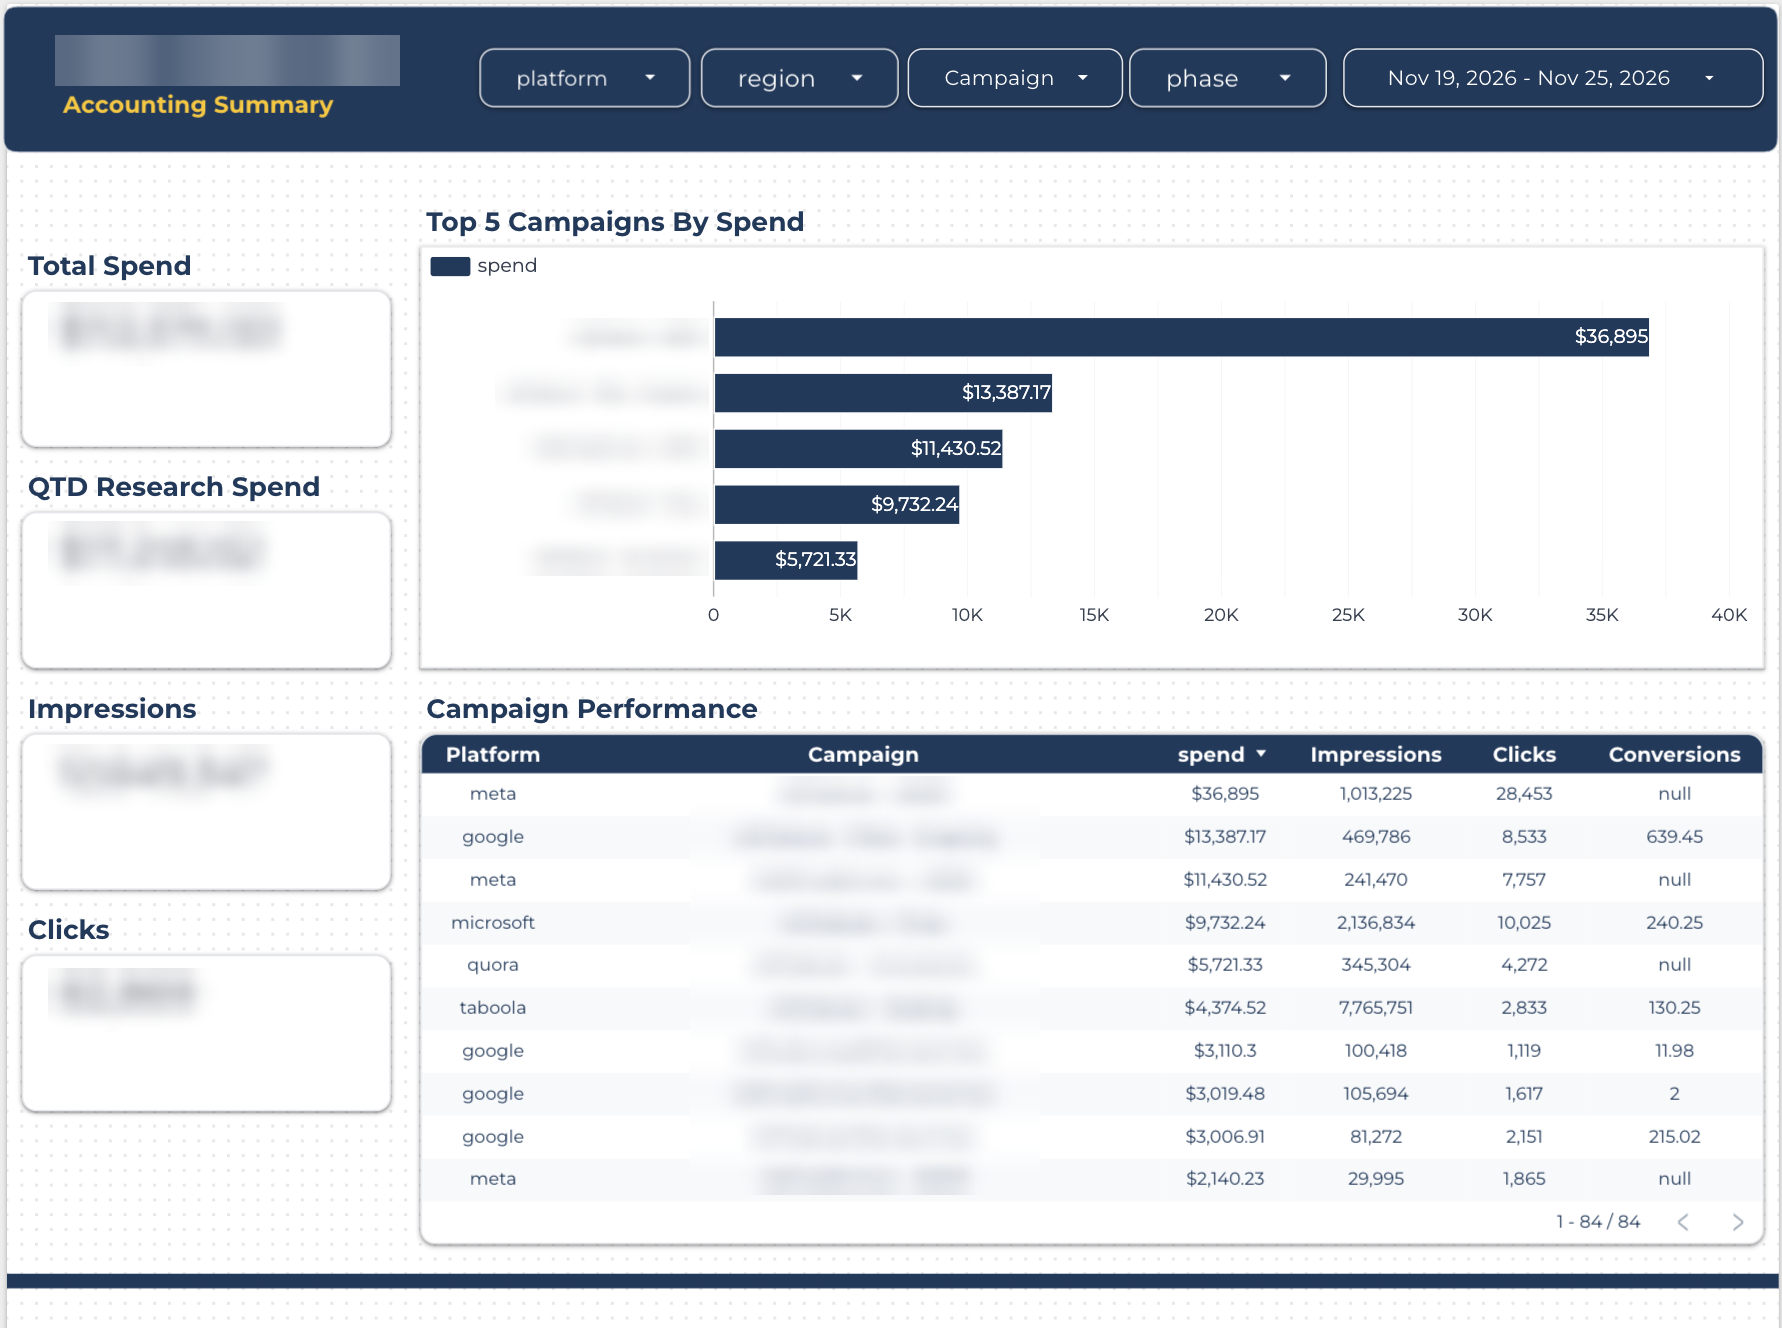 Accounting Summary
platform
region
Campaign
phase
Nov 19, 2026 - Nov 25, 2026
Total Spend
QTD Research Spend
Impressions
Clicks
Top 5 Campaigns By Spend
spend
$36,895
$13,387.17
$11,430.52
$9,732.24
$5,721.33
0 5K 10K 15K 20K 25K 30K 35K 40K
Campaign Performance
Platform Campaign spend Impressions Clicks Conversions
meta $36,895 1,013,225 28,453 null
google $13,387.17 469,786 8,533 639.45
meta $11,430.52 241,470 7,757 null
microsoft $9,732.24 2,136,834 10,025 240.25
quora $5,721.33 345,304 4,272 null
taboola $4,374.52 7,765,751 2,833 130.25
google $3,110.3 100,418 1,119 11.98
google $3,019.48 105,694 1,617 2
google $3,006.91 81,272 2,151 215.02
meta $2,140.23 29,995 1,865 null
1 - 84 / 84